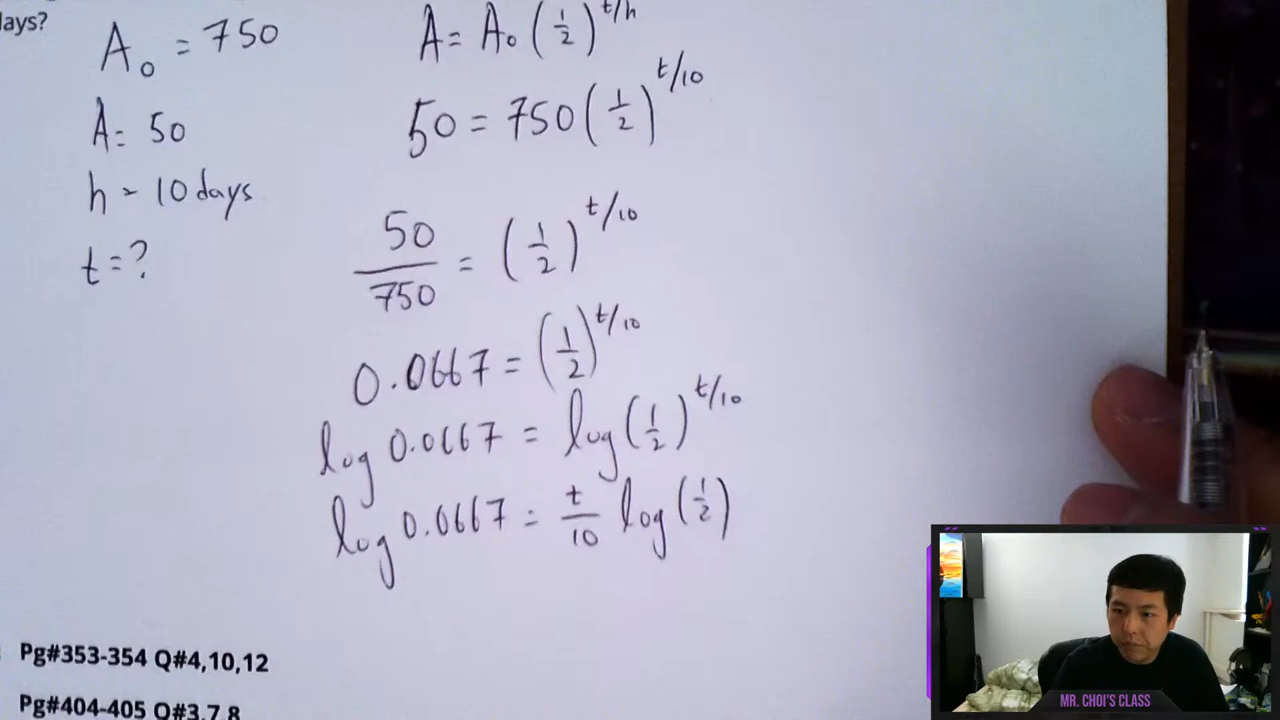 days?
A₀ = 750
A = 50
h = 10 days
t = ?
A = A₀ (1/2)^t/h
50 = 750 (1/2)^t/10
50/750 = (1/2)^t/10
0.0667 = (1/2)^t/10
log 0.0667 = log (1/2)^t/10
log 0.0667 = t/10 log (1/2)
Pg#353-354 Q#4,10,12
Pg#404-405 Q#3,7,8
MR. CHOI'S CLASS